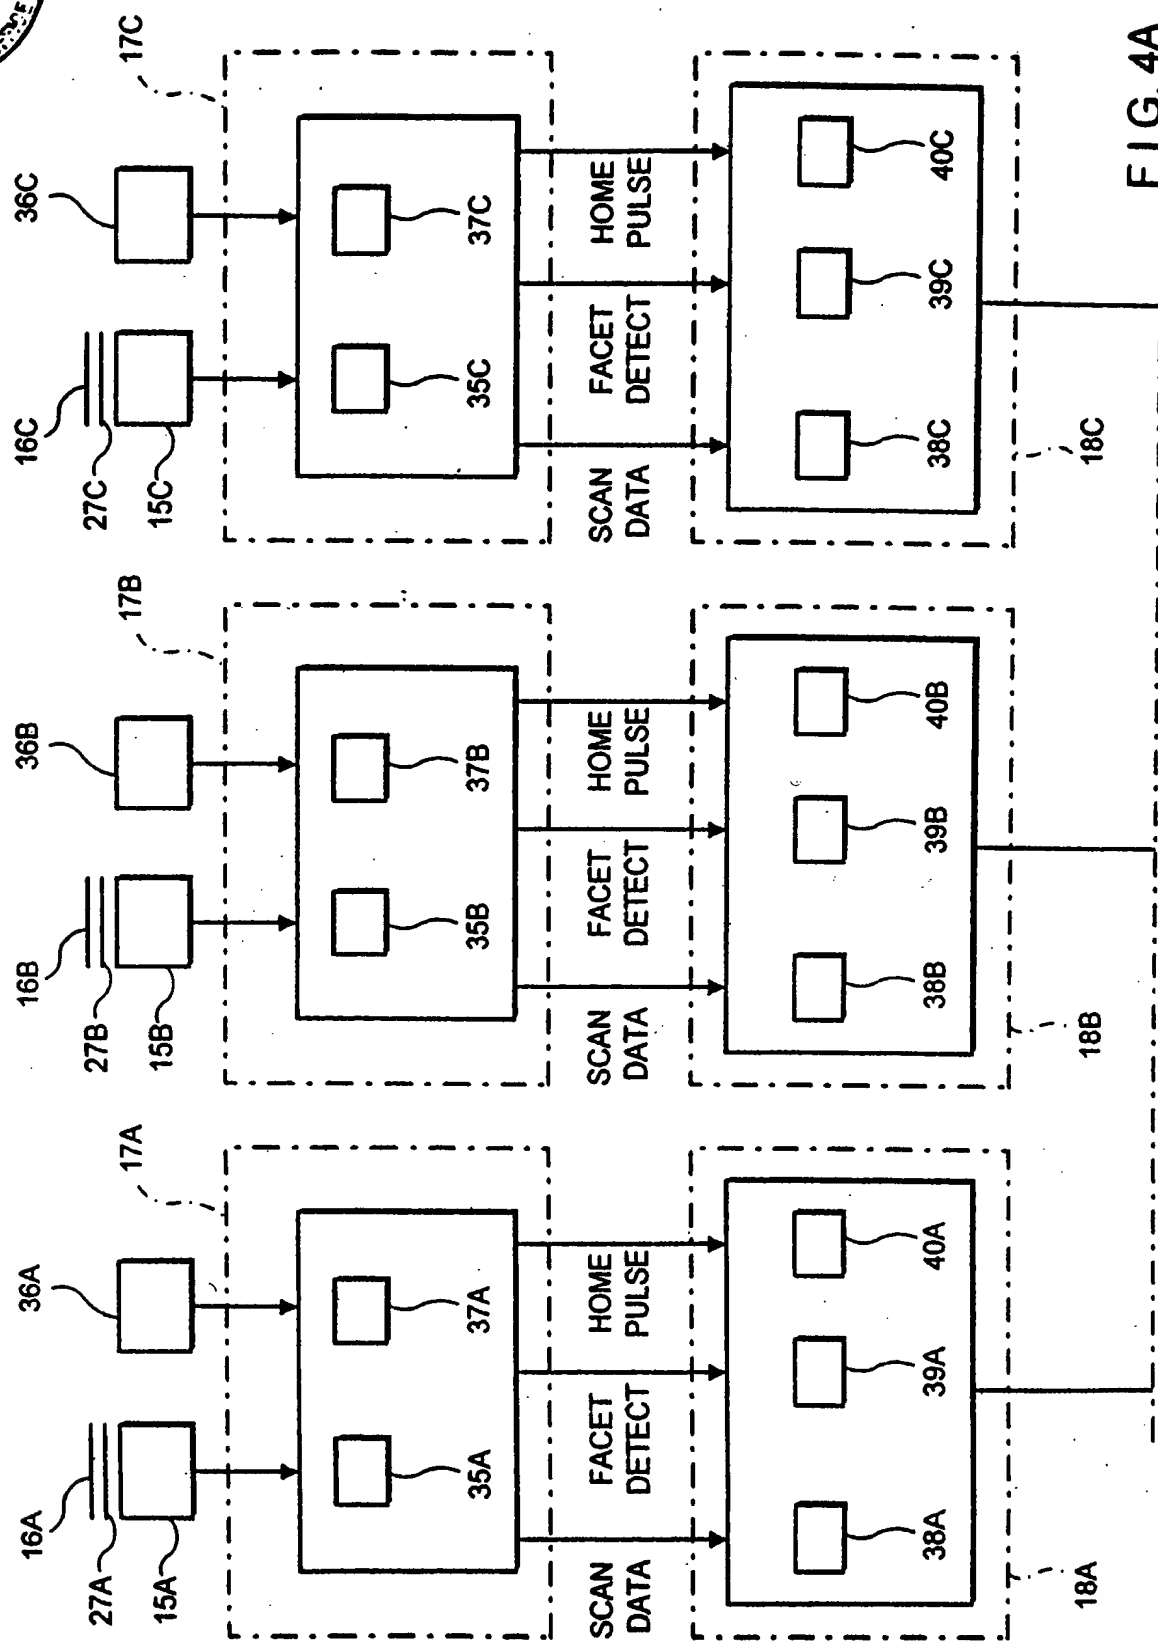 16A
36A
27A
17A
15A
35A
37A
SCAN
DATA
FACET
DETECT
HOME
PULSE
38A
39A
40A
18A
16B
36B
27B
17B
15B
35B
37B
SCAN
DATA
FACET
DETECT
HOME
PULSE
38B
39B
40B
18B
16C
36C
27C
17C
15C
35C
37C
SCAN
DATA
FACET
DETECT
HOME
PULSE
38C
39C
40C
18C
FIG. 4A